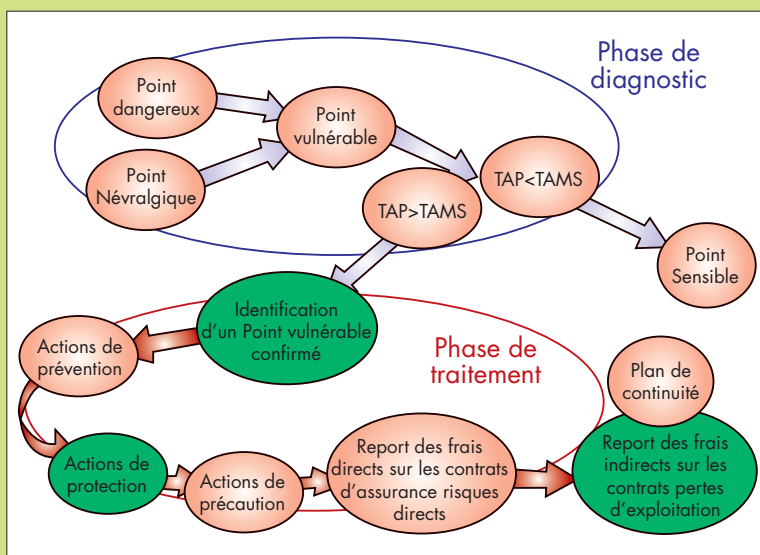 Phase de
diagnostic
Point
dangereux
Point
vulnérable
Point
Névralgique
TAP<TAMS
TAP>TAMS
Point
Sensible
Identification
d'un Point vulnérable
confirmé
Actions de
prévention
Phase de
traitement
Plan de
continuité
Actions de
protection
Actions de
précaution
Report des frais
directs sur les contrats
d'assurance risques
directs
Report des frais
indirects sur les
contrats pertes
d'exploitation